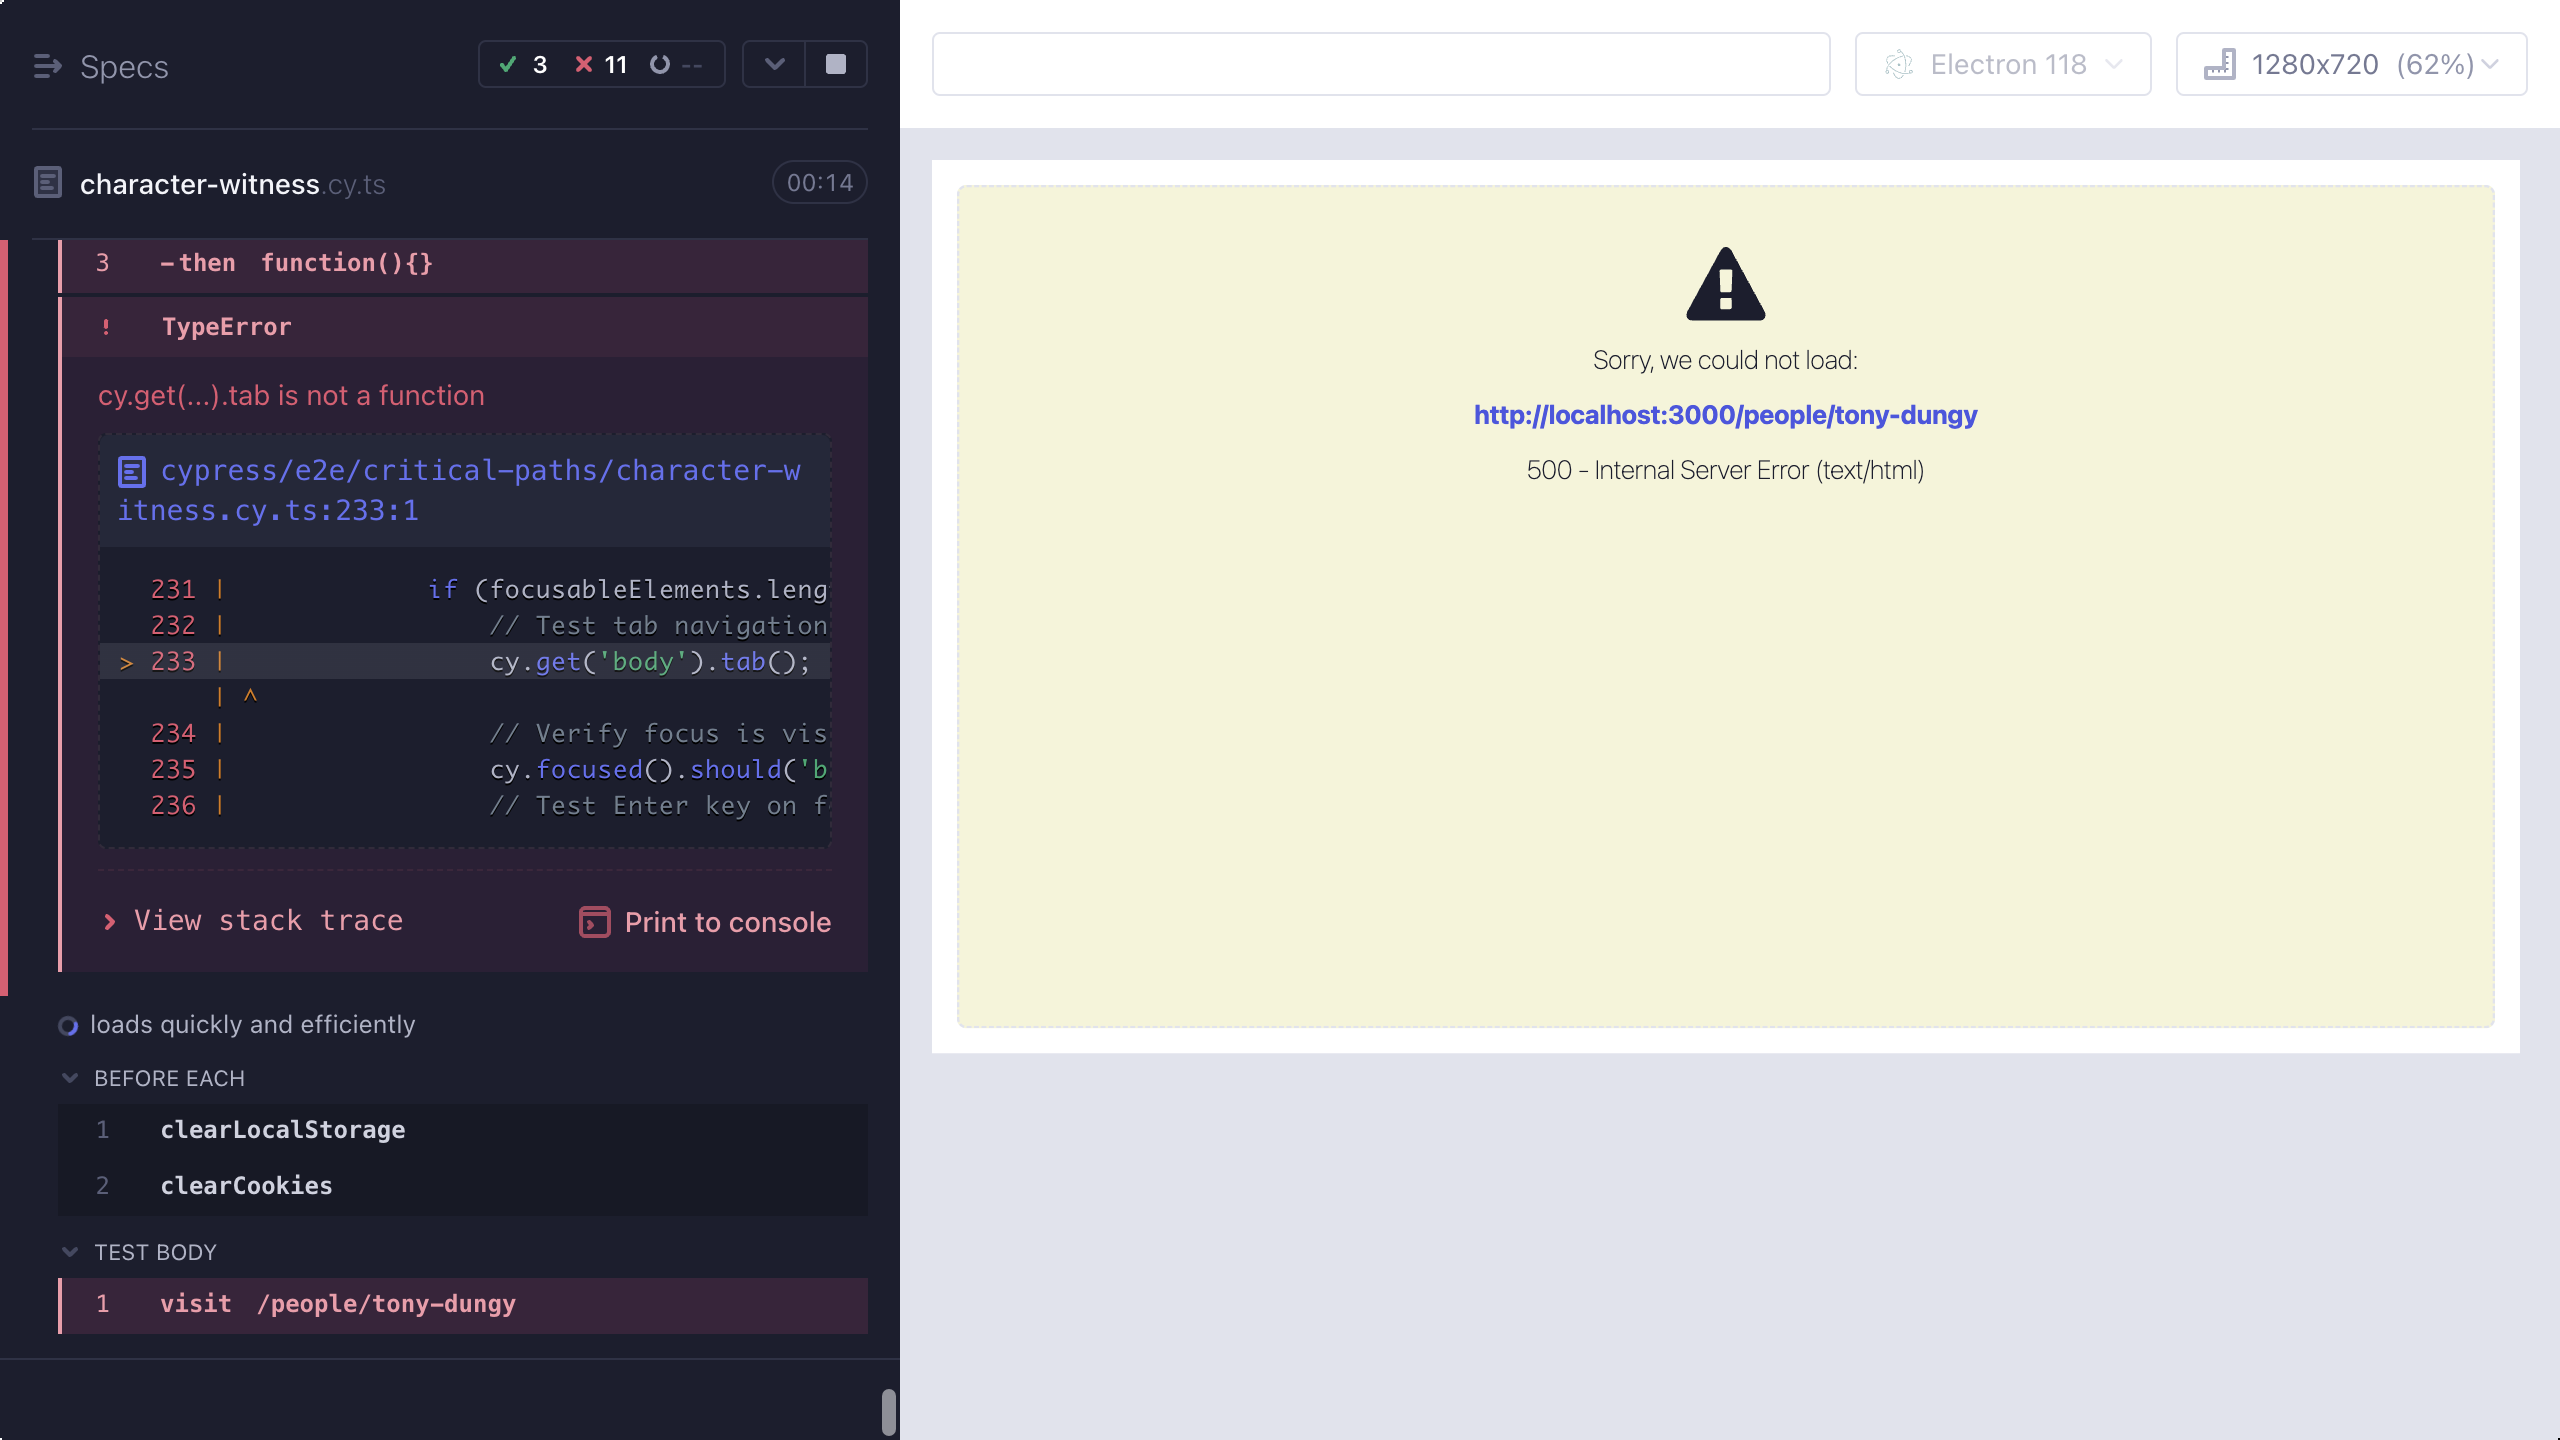 Specs
3 11 --
character-witness.cy.ts 00:14
3 -then function(){}
! TypeError
cy.get(...).tab is not a function
cypress/e2e/critical-paths/character-w
itness.cy.ts:233:1
231 | if (focusableElements.leng
232 | // Test tab navigation
> 233 | cy.get('body').tab();
| ^
234 | // Verify focus is vis
235 | cy.focused().should('b
236 | // Test Enter key on f
View stack trace Print to console
loads quickly and efficiently
BEFORE EACH
1 clearLocalStorage
2 clearCookies
TEST BODY
1 visit /people/tony-dungy
Electron 118 1280x720 (62%)
Sorry, we could not load:
http://localhost:3000/people/tony-dungy
500 - Internal Server Error (text/html)